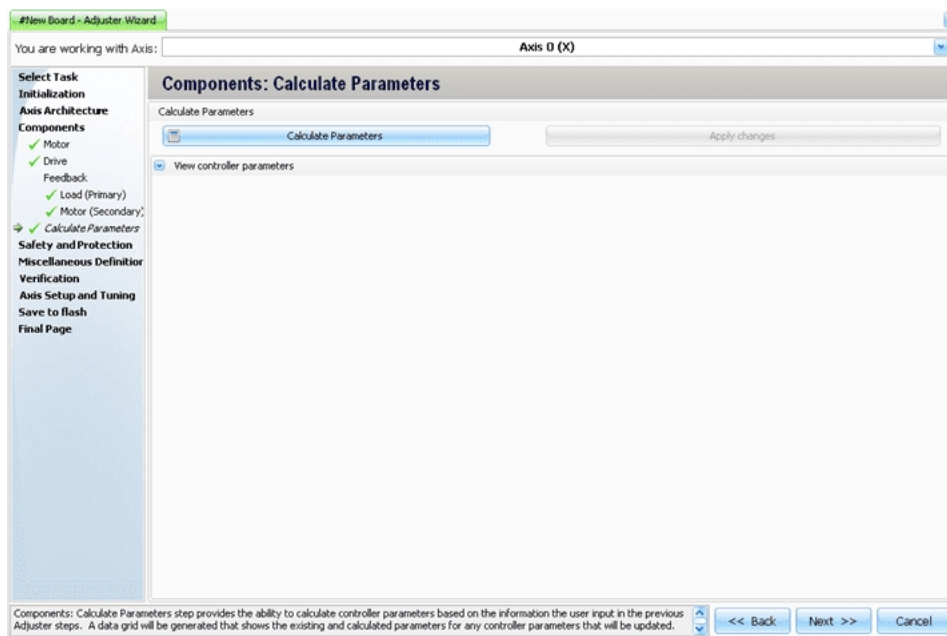 #New Board - Adjuster Wizard
You are working with Axis: Axis 0 (X)
Select Task
Initialization
Axis Architecture
Components
Motor
Drive
Feedback
Load (Primary)
Motor (Secondary)
Calculate Parameters
Safety and Protection
Miscellaneous Definition
Verification
Axis Setup and Tuning
Save to flash
Final Page
Components: Calculate Parameters
Calculate Parameters
Calculate Parameters Apply changes
View controller parameters
Components: Calculate Parameters step provides the ability to calculate controller parameters based on the information the user input in the previous
Adjuster steps. A data grid will be generated that shows the existing and calculated parameters for any controller parameters that will be updated.
<< Back Next >> Cancel